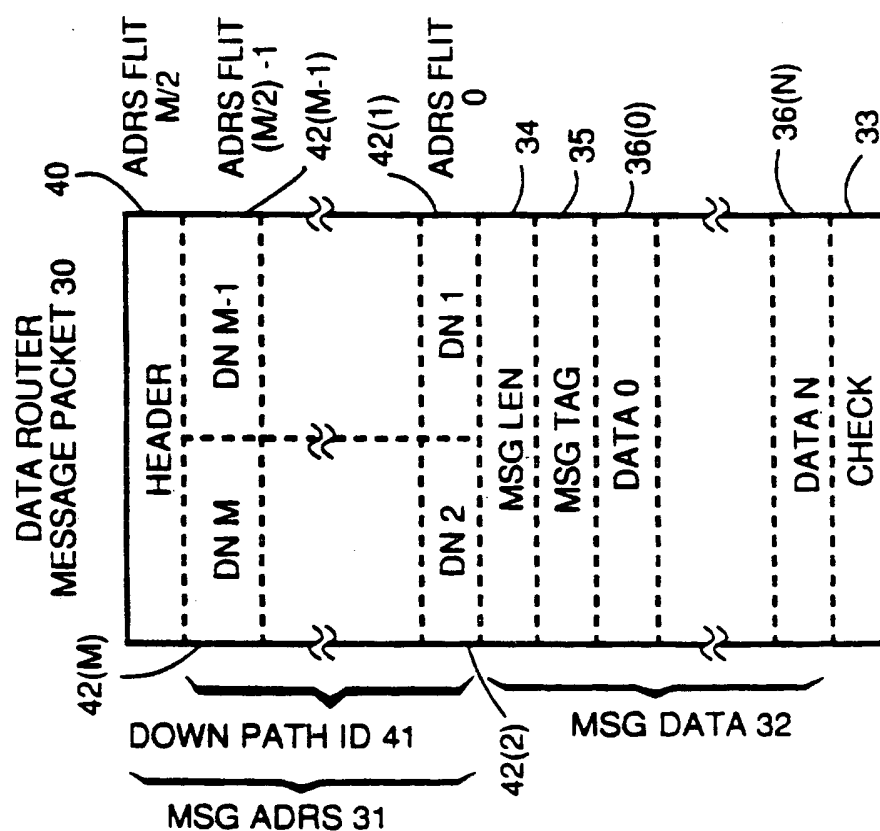 DATA ROUTER
MESSAGE PACKET 30
40
ADRS FLIT
M/2
HEADER
42(M)
DN M
DN M-1
ADRS FLIT
(M/2) -1
42(M-1)
42(1)
DN 2
DN 1
ADRS FLIT
0
42(2)
DOWN PATH ID 41
MSG ADRS 31
MSG LEN
34
MSG TAG
35
DATA 0
36(0)
MSG DATA 32
DATA N
36(N)
CHECK
33